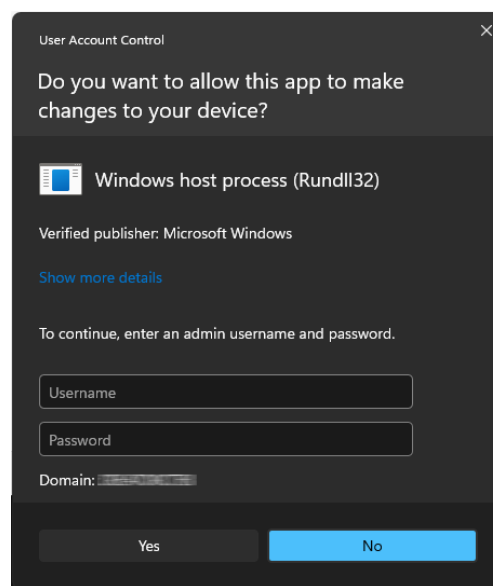 User Account Control
Do you want to allow this app to make
changes to your device?
Windows host process (Rundll32)
Verified publisher: Microsoft Windows
Show more details
To continue, enter an admin username and password.
Username
Password
Domain:
Yes
No